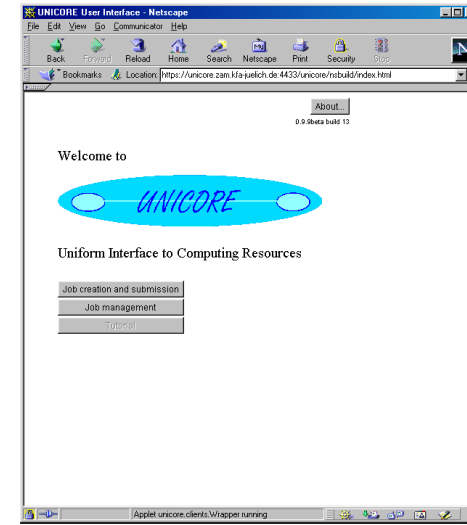 UNICORE User Interface - Netscape
File Edit View Go Communicator Help
Back Forward Reload Home Search Netscape Print Security Stop
Bookmarks Location: https://unicore.zam.kfa-juelich.de:4433/unicore/nsbuild/index.html
About...
0.9.9beta build 13
Welcome to
UNICORE
Uniform Interface to Computing Resources
Job creation and submission
Job management
Tutorial
Applet unicore.clients.Wrapper running